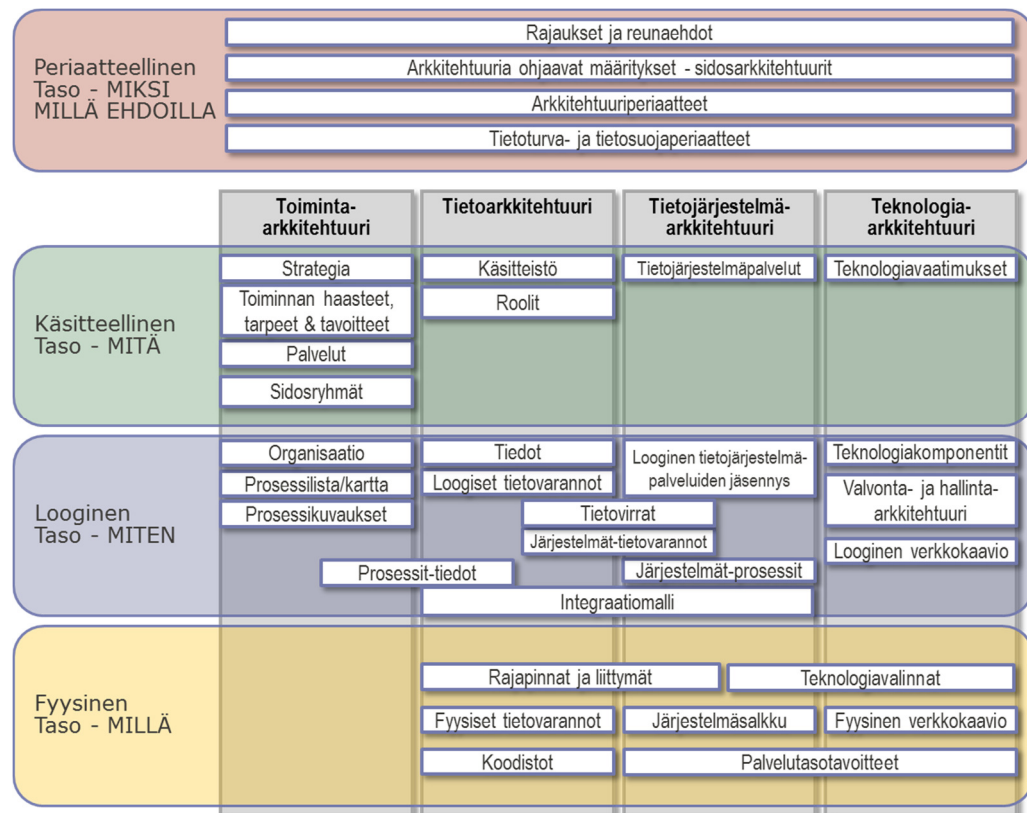 Periaatteellinen
Taso - MIKSI
MILLÄ EHDOILLA
Rajaukset ja reunaehdot
Arkkitehtuuria ohjaavat määritykset - sidosarkkitehtuurit
Arkkitehtuuriperiaatteet
Tietoturva- ja tietosuojaperiaatteet
Toiminta-
arkkitehtuuri
Tietoarkkitehtuuri
Tietojärjestelmä-
arkkitehtuuri
Teknologia-
arkkitehtuuri
Käsitteellinen
Taso - MITÄ
Strategia
Toiminnan haasteet,
tarpeet & tavoitteet
Palvelut
Sidosryhmät
Käsitteistö
Roolit
Tietojärjestelmäpalvelut
Teknologiavaatimukset
Looginen
Taso - MITEN
Organisaatio
Prosessilista/kartta
Prosessikuvaukset
Tiedot
Loogiset tietovarannot
Looginen tietojärjestelmä-
palveluiden jäsennys
Teknologiakomponentit
Valvonta- ja hallinta-
arkkitehtuuri
Looginen verkkokaavio
Tietovirrat
Järjestelmät-tietovarannot
Prosessit-tiedot
Järjestelmät-prosessit
Integraatiomalli
Fyysinen
Taso - MILLÄ
Rajapinnat ja liittymät
Teknologiavalinnat
Fyysiset tietovarannot
Järjestelmäsalkku
Fyysinen verkkokaavio
Koodistot
Palvelutasotavoitteet